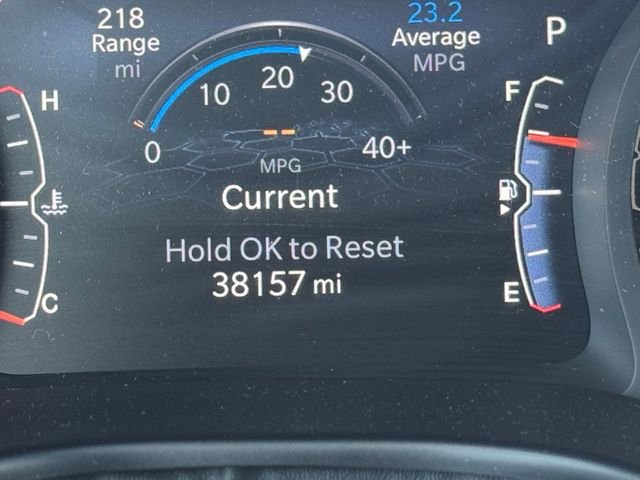 218
Range
mi
23.2
Average
MPG
P
H
C
0
10
20
30
40+
--
MPG
Current
Hold OK to Reset
38157 mi
F
E